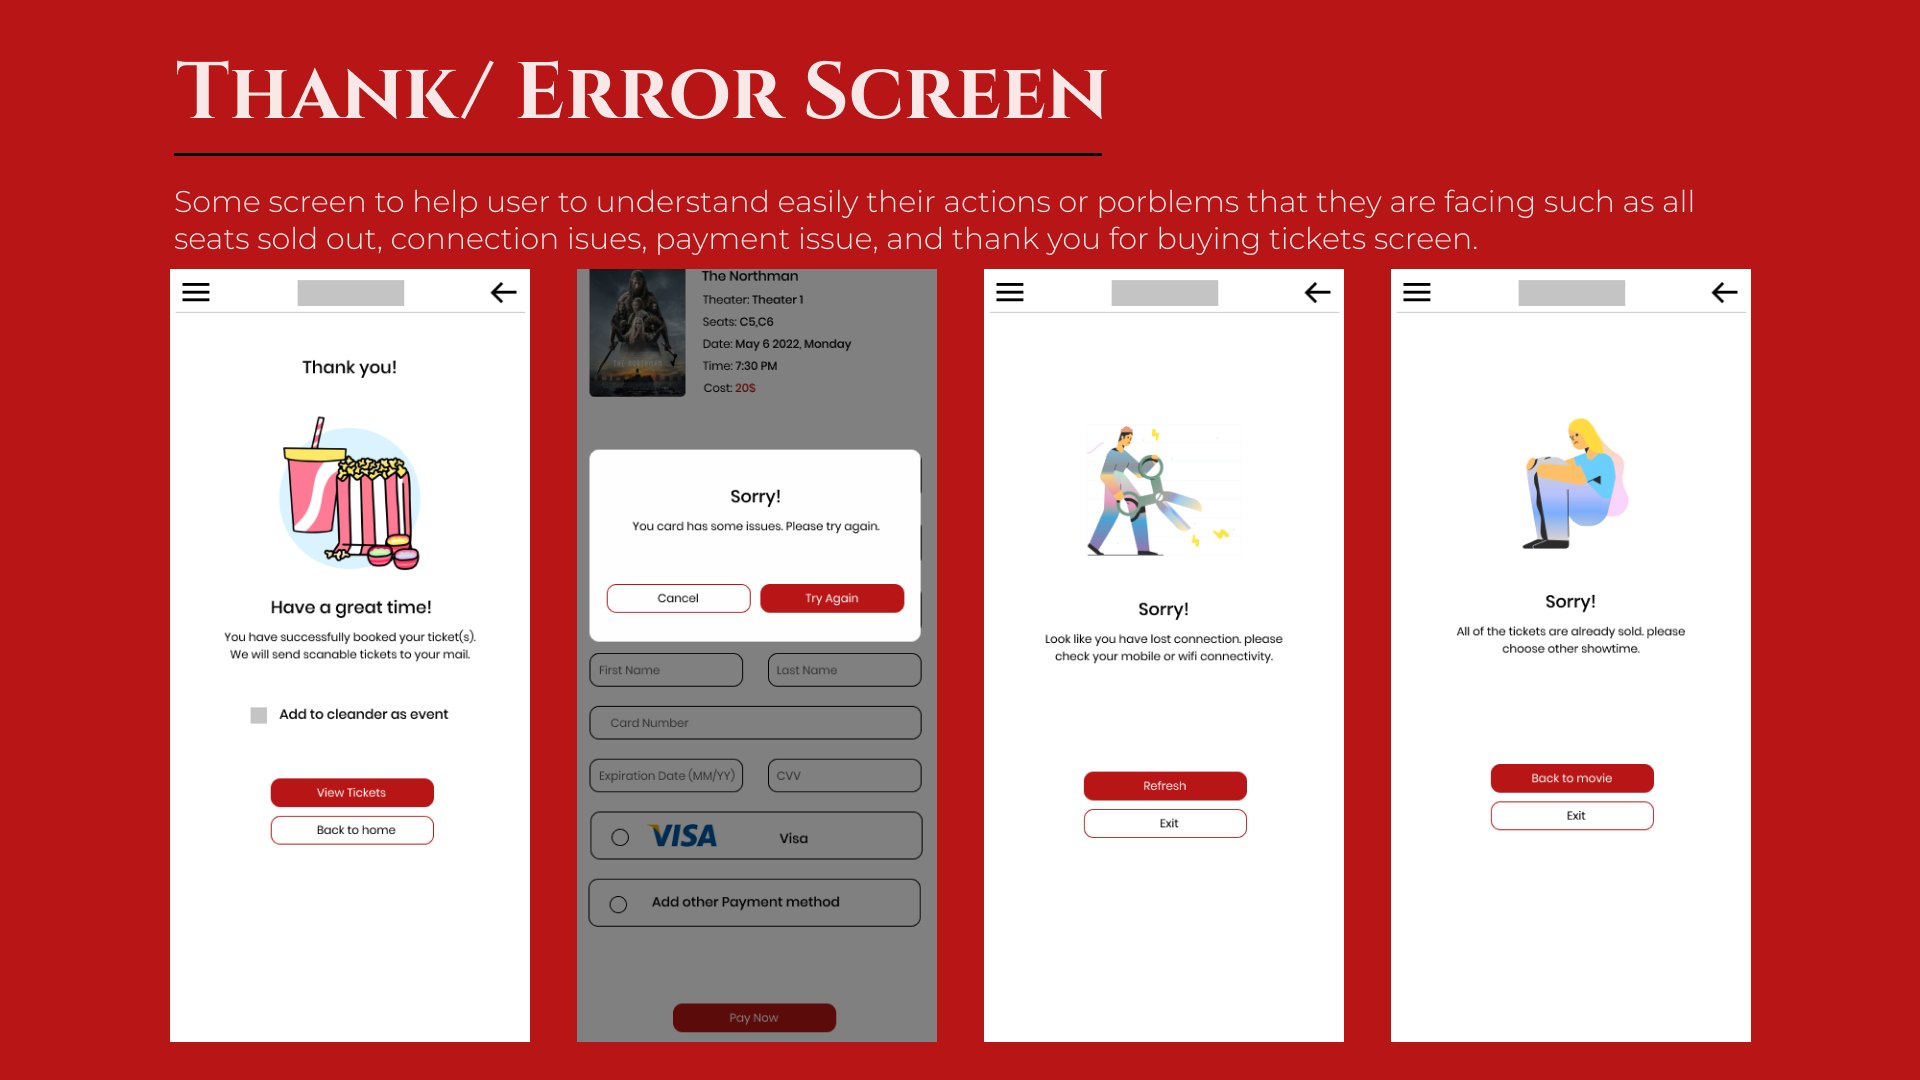 Thank/ Error Screen
Some screen to help user to understand easily their actions or porblems that they are facing such as all
seats sold out, connection isues, payment issue, and thank you for buying tickets screen.
Thank you!
Have a great time!
You have successfully booked your ticket(s).
We will send scanable tickets to your mail.
Add to cleander as event
View Tickets
Back to home
The Northman
Theater: Theater 1
Seats: C5,C6
Date: May 6 2022, Monday
Time: 7:30 PM
Cost: 20$
THE NORTHMAN
Sorry!
You card has some issues. Please try again.
Cancel
Try Again
First Name
Last Name
Card Number
Expiration Date (MM/YY)
CVV
VISA
Visa
Add other Payment method
Pay Now
Sorry!
Look like you have lost connection. please
check your mobile or wifi connectivity.
Refresh
Exit
Sorry!
All of the tickets are already sold. please
choose other showtime.
Back to movie
Exit